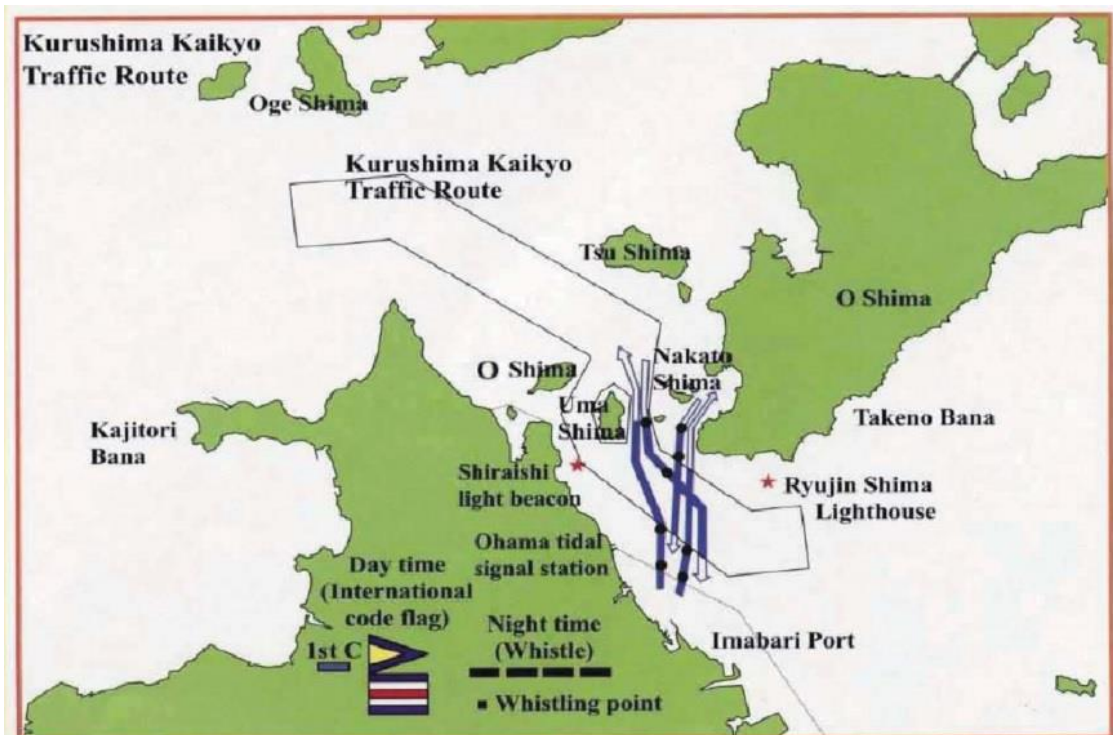 Kurushima Kaikyo
Traffic Route
Oge Shima
Kurushima Kaikyo
Traffic Route
Tsu Shima
O Shima
Nakato
Shima
O Shima
Uma
Shima
Takeno Bana
Kajitori
Bana
Shiraishi
light beacon
Ryujin Shima
Lighthouse
Ohama tidal
signal station
Day time
(International
code flag)
Night time
(Whistle)
Imabari Port
1st C
Whistling point